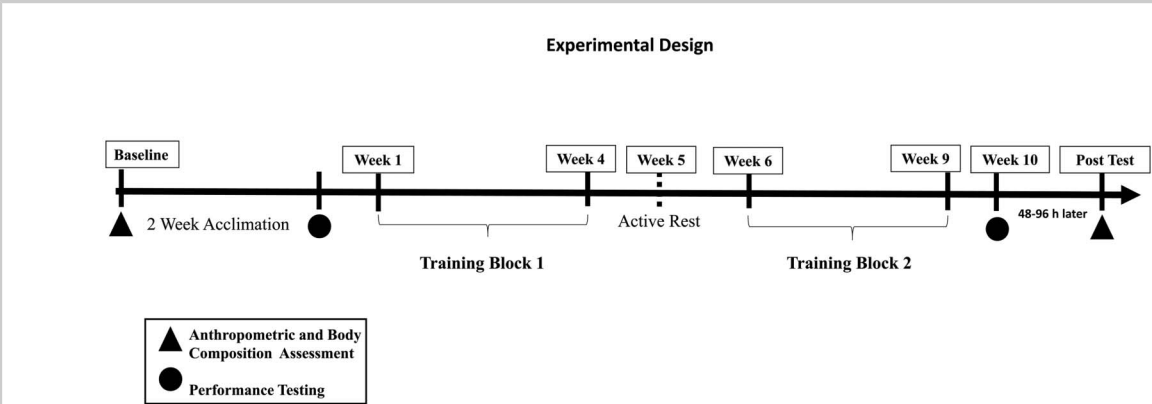 Experimental Design
Baseline
Week 1
Week 4
Week 5
Week 6
Week 9
Week 10
Post Test
2 Week Acclimation
Active Rest
48-96 h later
Training Block 1
Training Block 2
Anthropometric and Body
Composition Assessment
Performance Testing